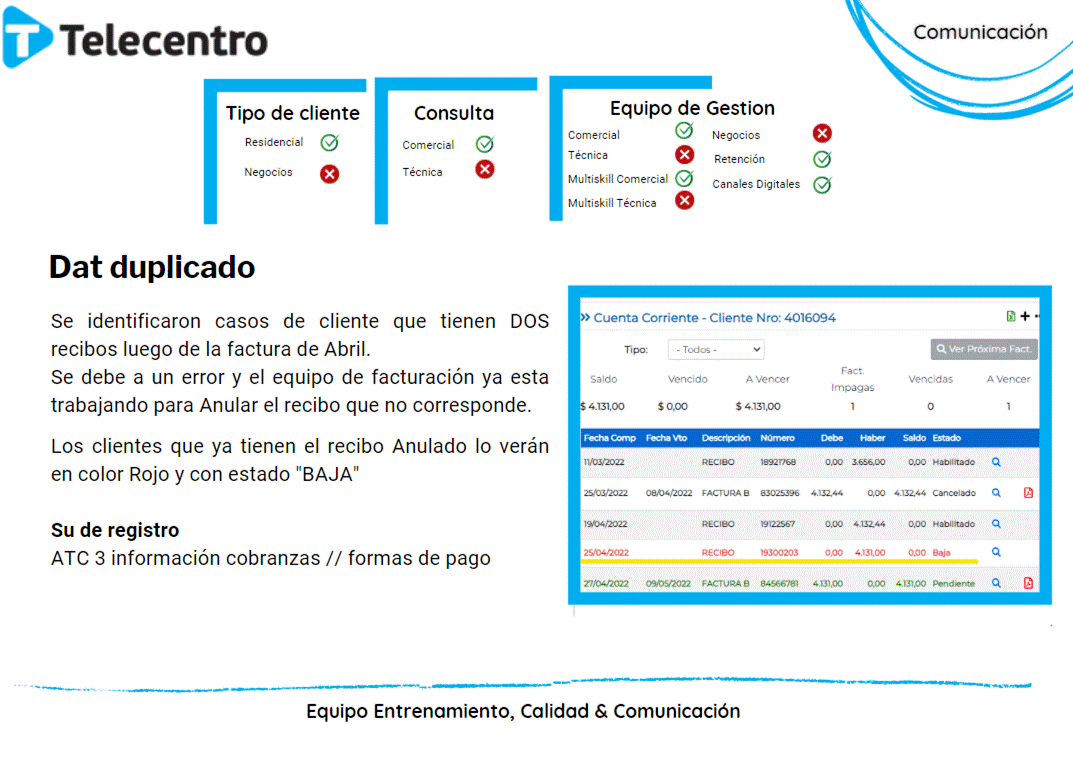 Telecentro
Comunicación
Tipo de cliente
Residencial
Negocios
Consulta
Comercial
Técnica
Equipo de Gestion
Comercial
Técnica
Multiskill Comercial
Multiskill Técnica
Negocios
Retención
Canales Digitales
Dat duplicado
Se identificaron casos de cliente que tienen DOS
recibos luego de la factura de Abril.
Se debe a un error y el equipo de facturación ya esta
trabajando para Anular el recibo que no corresponde.
Los clientes que ya tienen el recibo Anulado lo verán
en color Rojo y con estado "BAJA"
Su de registro
ATC 3 información cobranzas // formas de pago
» Cuenta Corriente - Cliente Nro: 4016094
Tipo: - Todos - Ver Próxima Fact.
Saldo Vencido A Vencer Fact. Impagas Vencidas A Vencer
$ 4.131,00 $ 0,00 $ 4.131,00 1 0 1
Fecha Comp Fecha Vto Descripción Número Debe Haber Saldo Estado
11/03/2022 RECIBO 18921768 0,00 3.656,00 0,00 Habilitado
25/03/2022 08/04/2022 FACTURA B 83025396 4.132,44 0,00 4.132,44 Cancelado
19/04/2022 RECIBO 19122567 0,00 4.132,44 0,00 Habilitado
25/04/2022 RECIBO 19300203 0,00 4.131,00 0,00 Baja
27/04/2022 09/05/2022 FACTURA B 84566781 4.131,00 0,00 4.131,00 Pendiente
Equipo Entrenamiento, Calidad & Comunicación